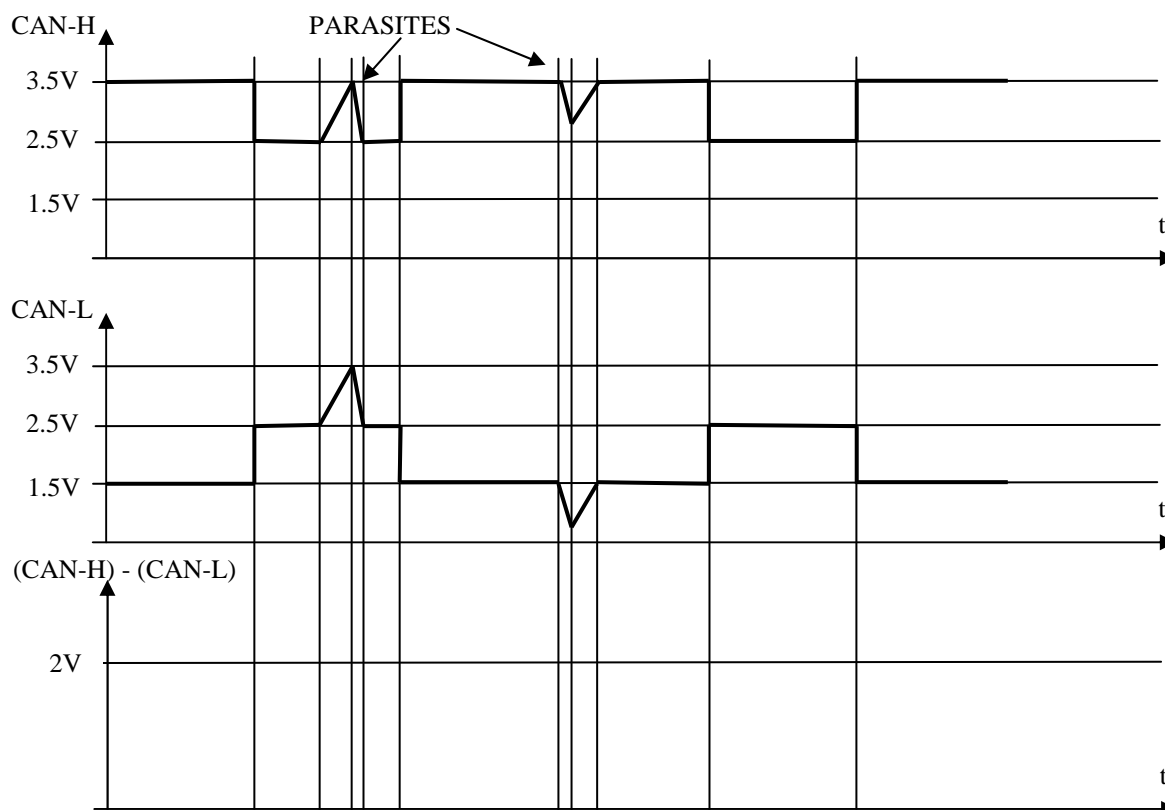 CAN-H
PARASITES
3.5V
2.5V
1.5V
t
CAN-L
3.5V
2.5V
1.5V
t
(CAN-H) - (CAN-L)
2V
t